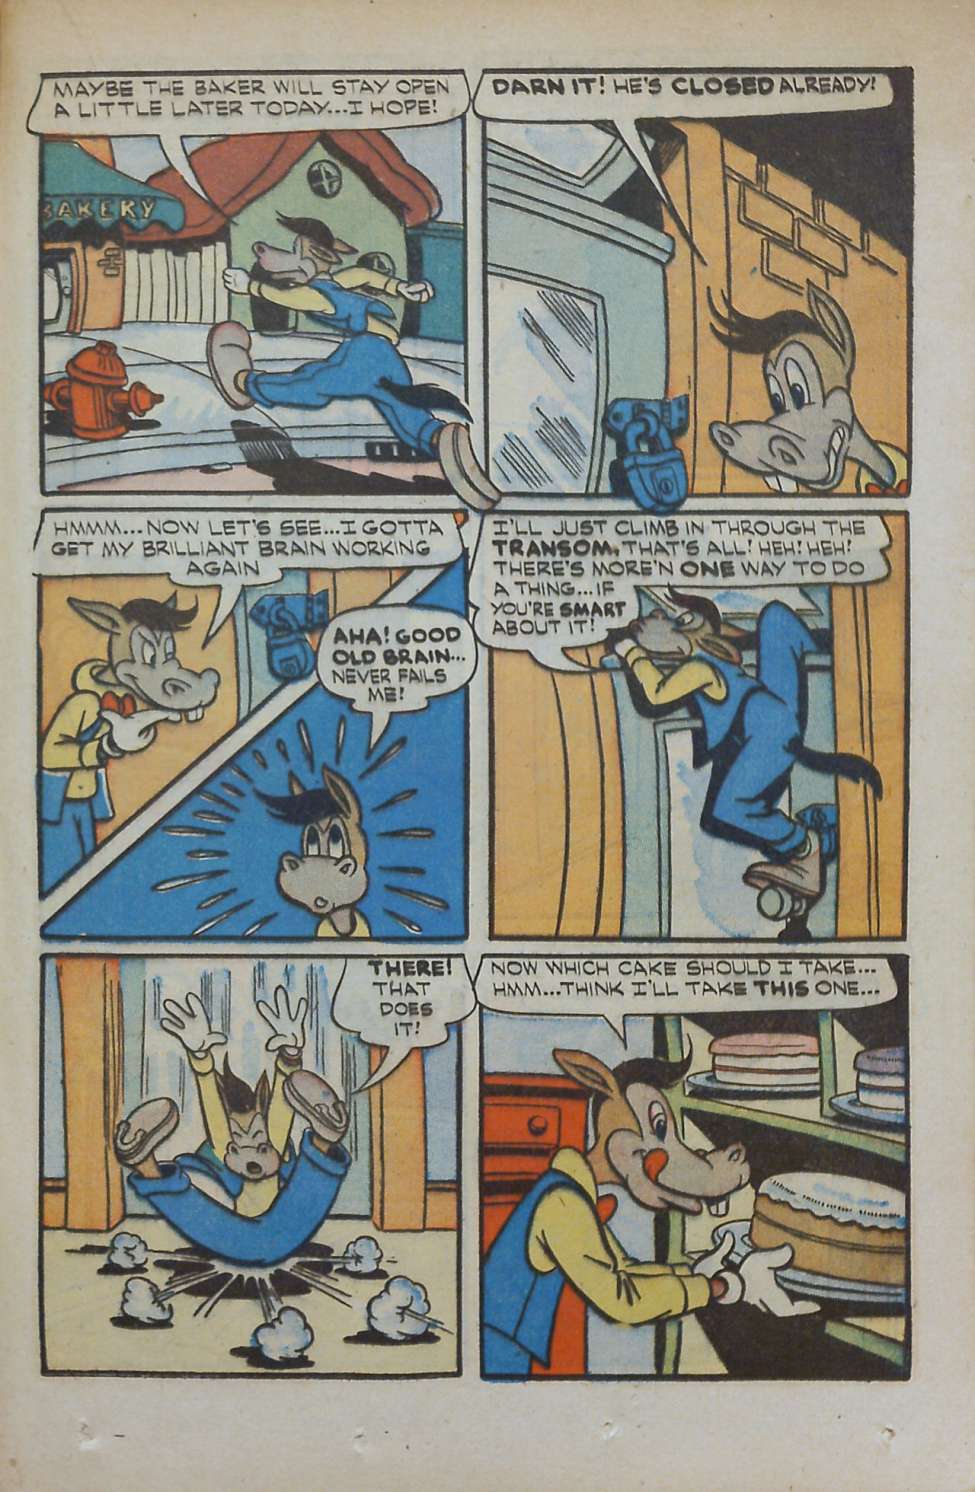 MAYBE THE BAKER WILL STAY OPEN
A LITTLE LATER TODAY...I HOPE!
BAKERY
DARN IT! HE'S CLOSED ALREADY!
HMMM...NOW LET'S SEE...I GOTTA
GET MY BRILLIANT BRAIN WORKING
AGAIN
AHA! GOOD
OLD BRAIN...
NEVER FAILS
ME!
I'LL JUST CLIMB IN THROUGH THE
TRANSOM, THAT'S ALL! HEH! HEH!
THERE'S MORE'N ONE WAY TO DO
A THING...IF
YOU'RE SMART
ABOUT IT!
THERE!
THAT
DOES
IT!
NOW WHICH CAKE SHOULD I TAKE...
HMM...THINK I'LL TAKE THIS ONE...